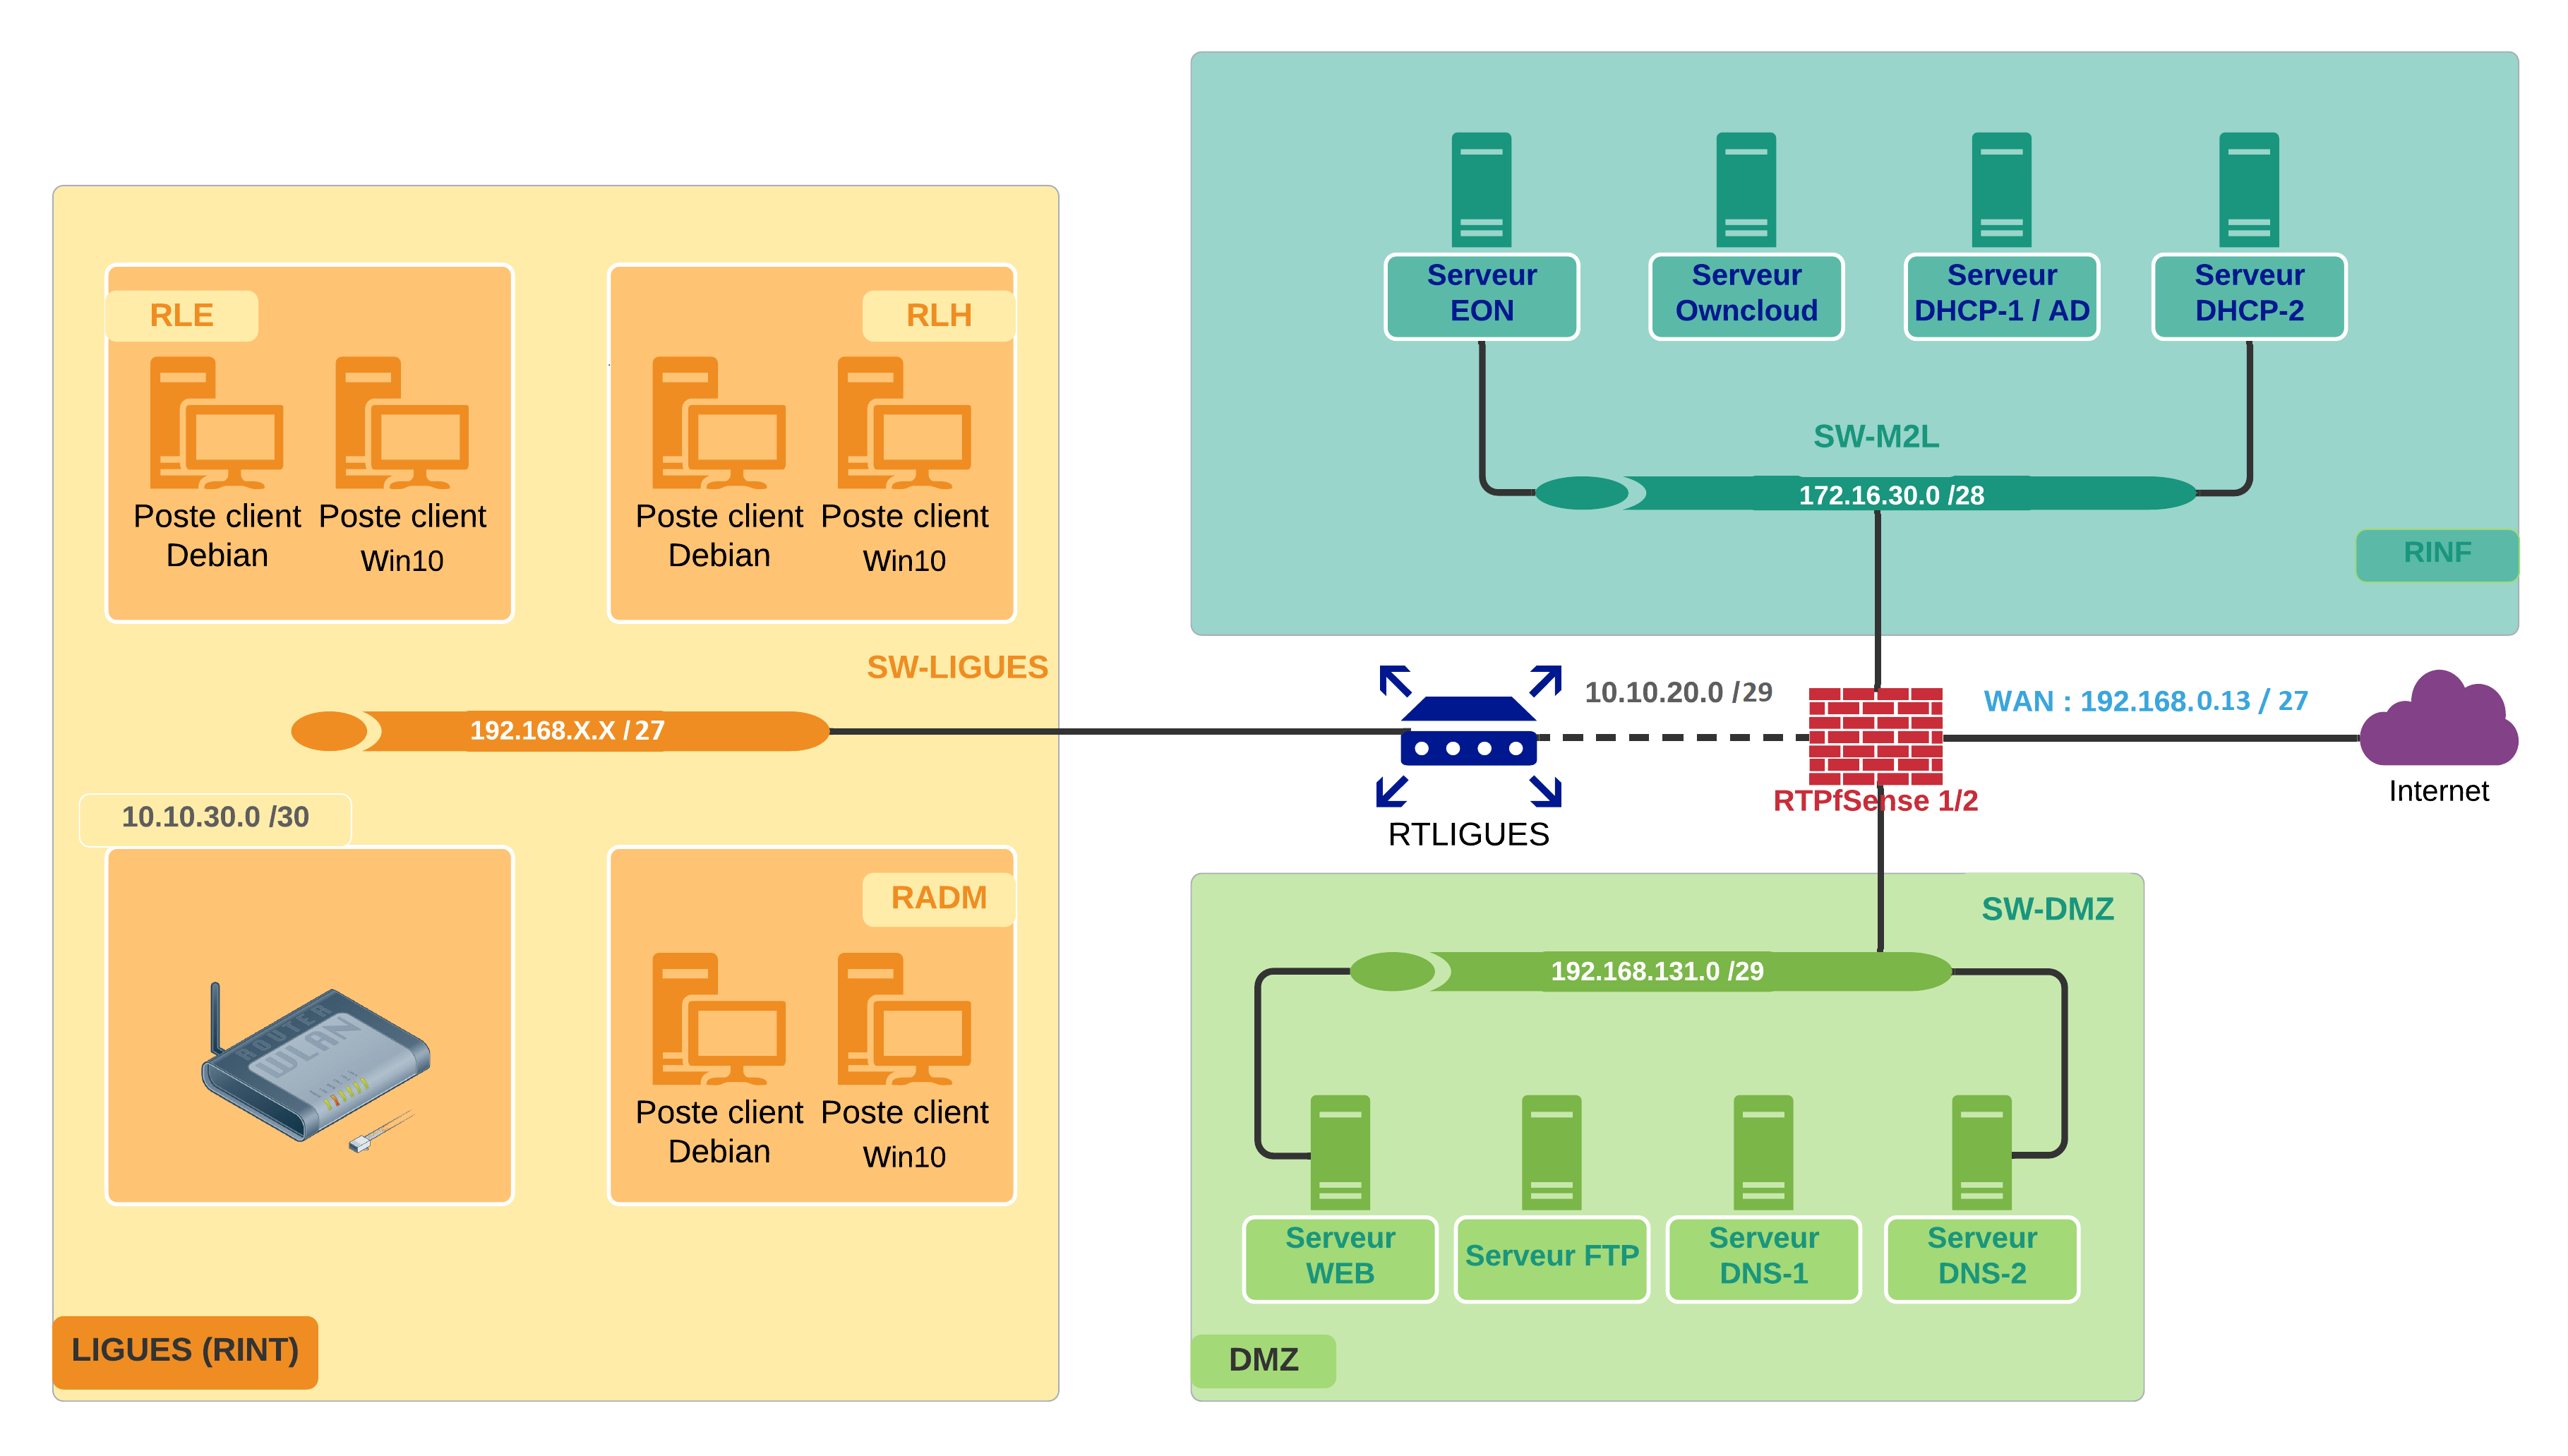 RLE
Poste client
Debian
Poste client
Win10
RLH
Poste client
Debian
Poste client
Win10
SW-LIGUES
192.168.X.X /27
10.10.30.0 /30
ROUTER
WLAN
RADM
Poste client
Debian
Poste client
Win10
LIGUES (RINT)
Serveur
EON
Serveur
Owncloud
Serveur
DHCP-1 / AD
Serveur
DHCP-2
SW-M2L
172.16.30.0 /28
RINF
RTLIGUES
10.10.20.0 /29
RTPfSense 1/2
WAN : 192.168.0.13 / 27
Internet
SW-DMZ
192.168.131.0 /29
Serveur
WEB
Serveur FTP
Serveur
DNS-1
Serveur
DNS-2
DMZ